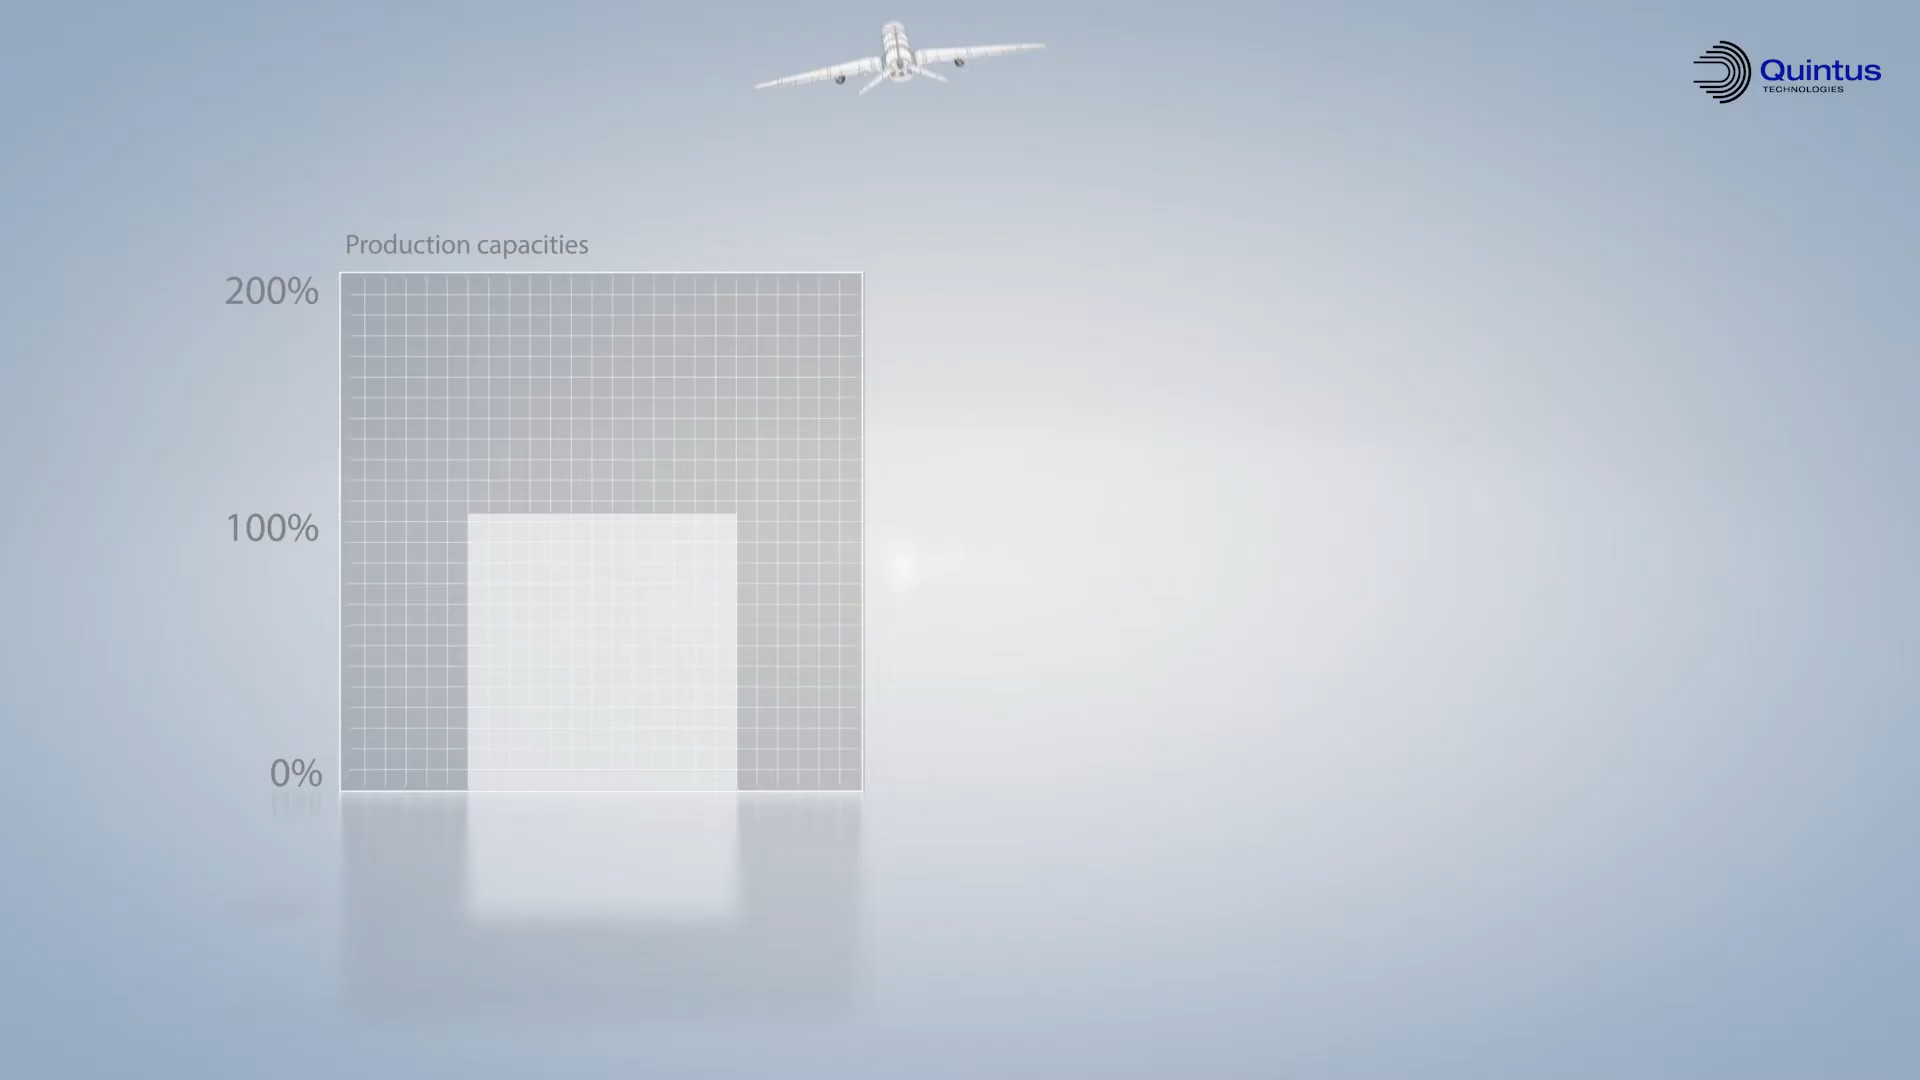 Quintus
TECHNOLOGIES
Production capacities
200%
100%
0%